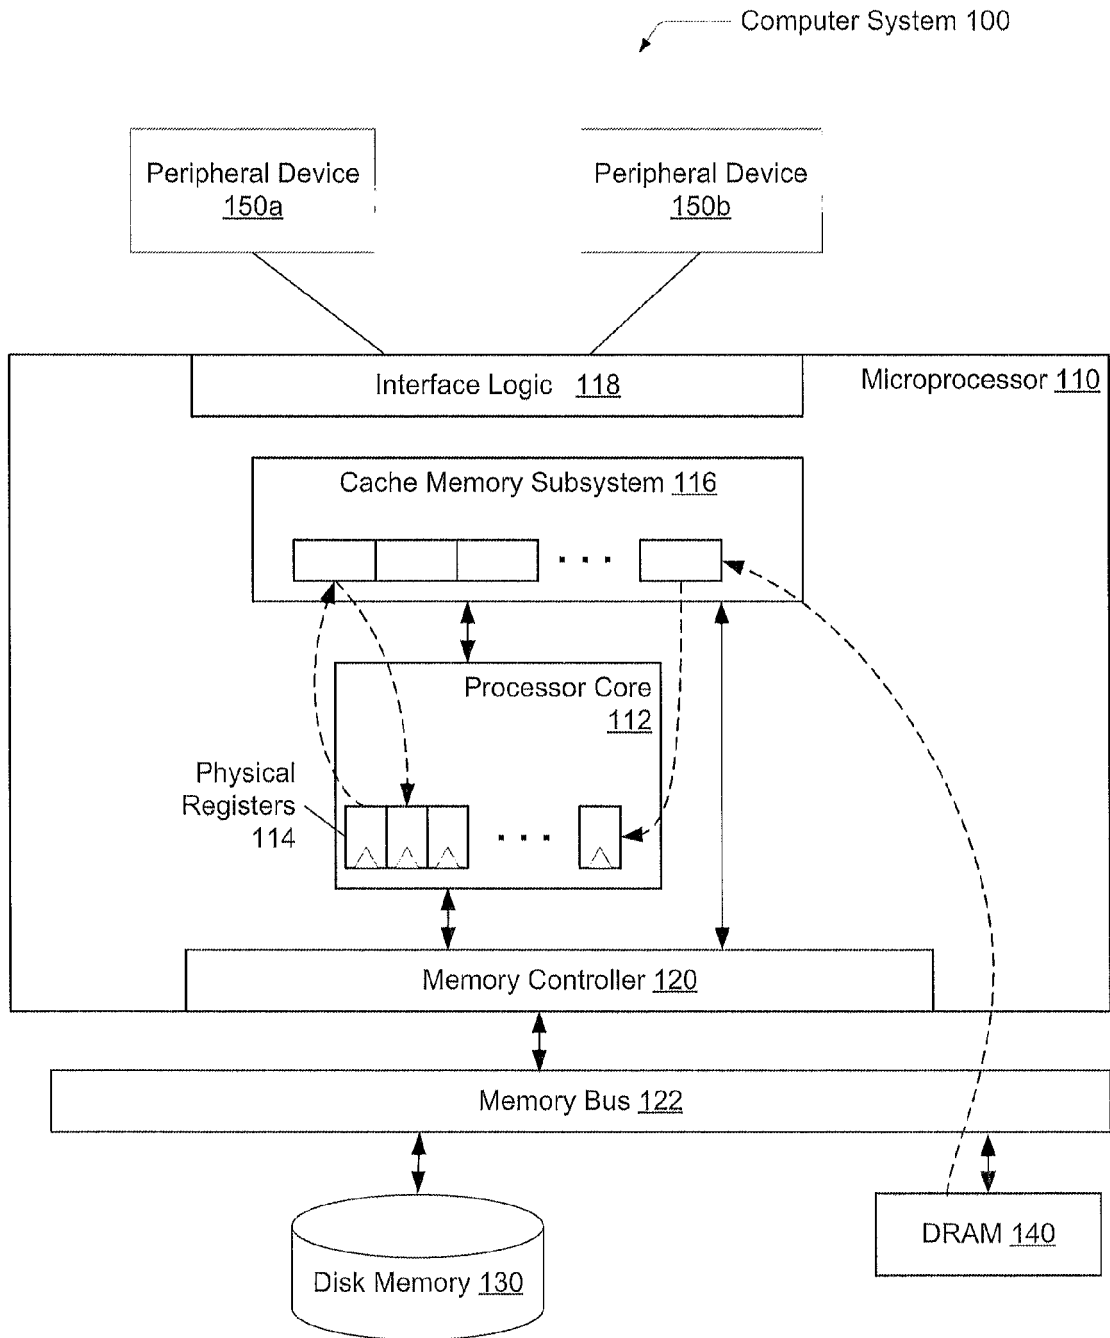 Computer System 100
Peripheral Device
150a
Peripheral Device
150b
Interface Logic 118
Microprocessor 110
Cache Memory Subsystem 116
Processor Core
112
Physical
Registers
114
Memory Controller 120
Memory Bus 122
Disk Memory 130
DRAM 140